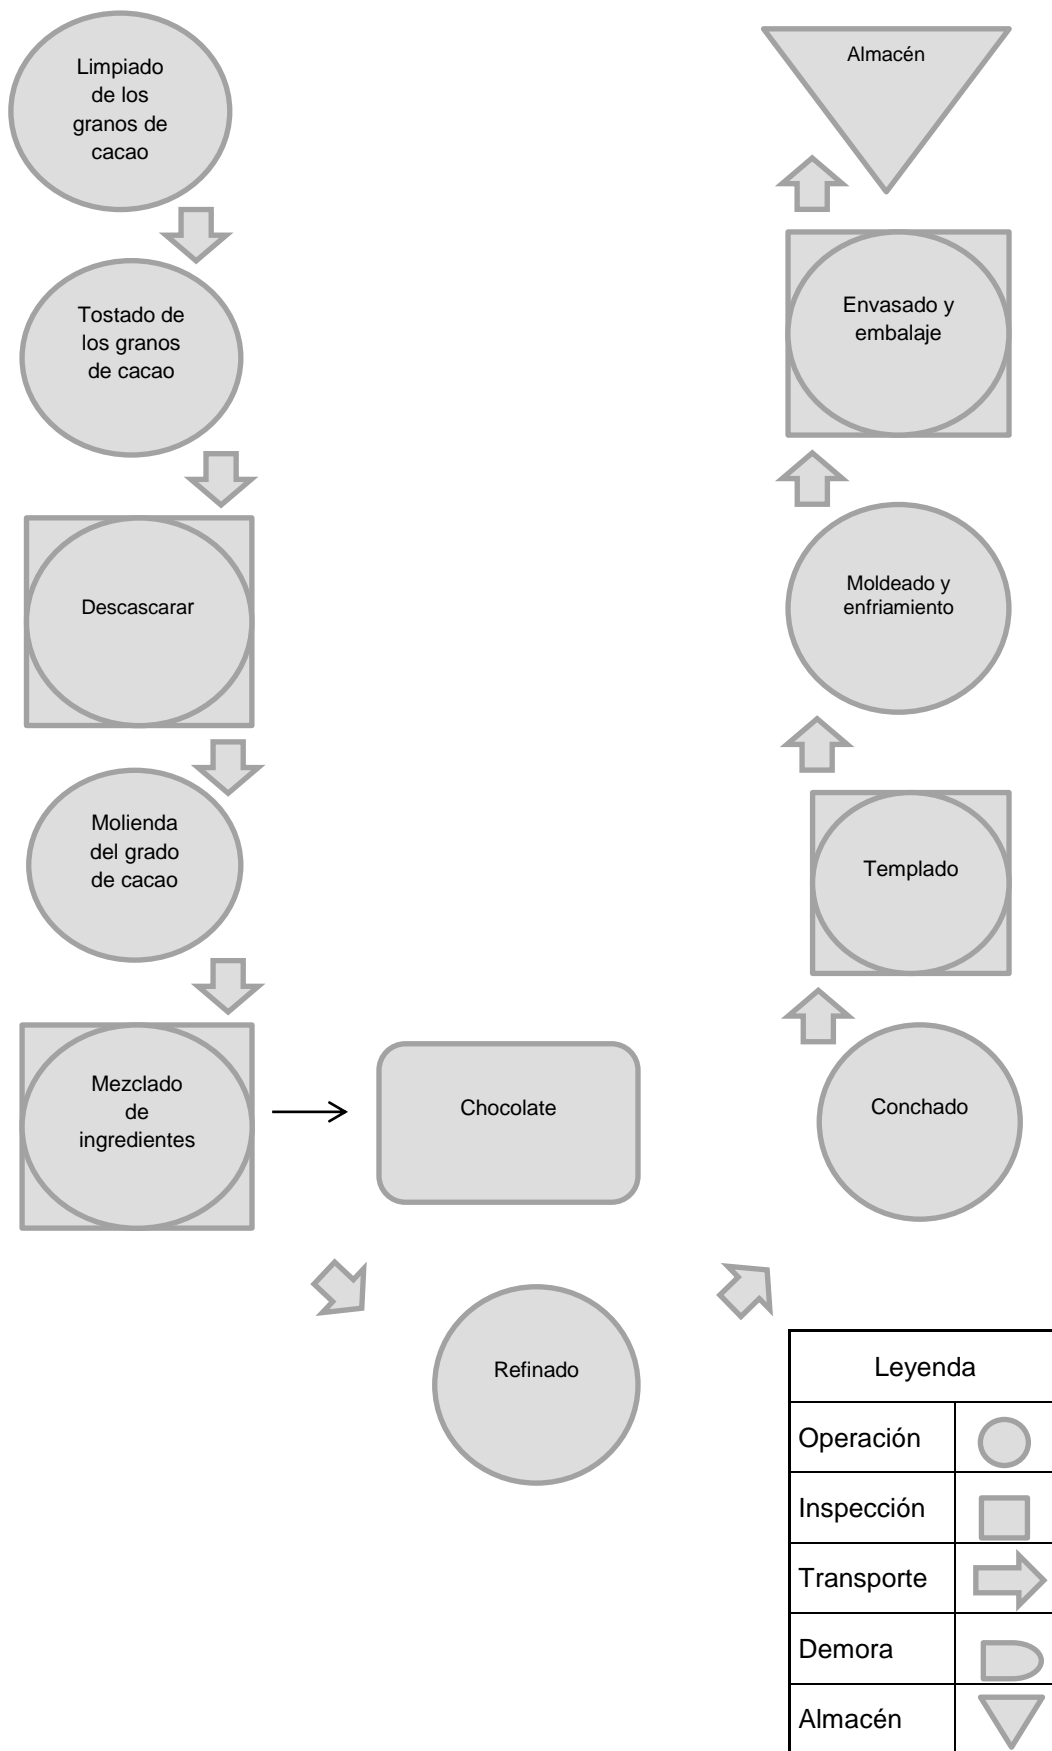 Limpiado
de los
granos de
cacao
Tostado de
los granos
de cacao
Descascarar
Molienda
del grado
de cacao
Mezclado
de
ingredientes
Chocolate
Refinado
Conchado
Templado
Moldeado y
enfriamiento
Envasado y
embalaje
Almacén
Leyenda
Operación
Inspección
Transporte
Demora
Almacén